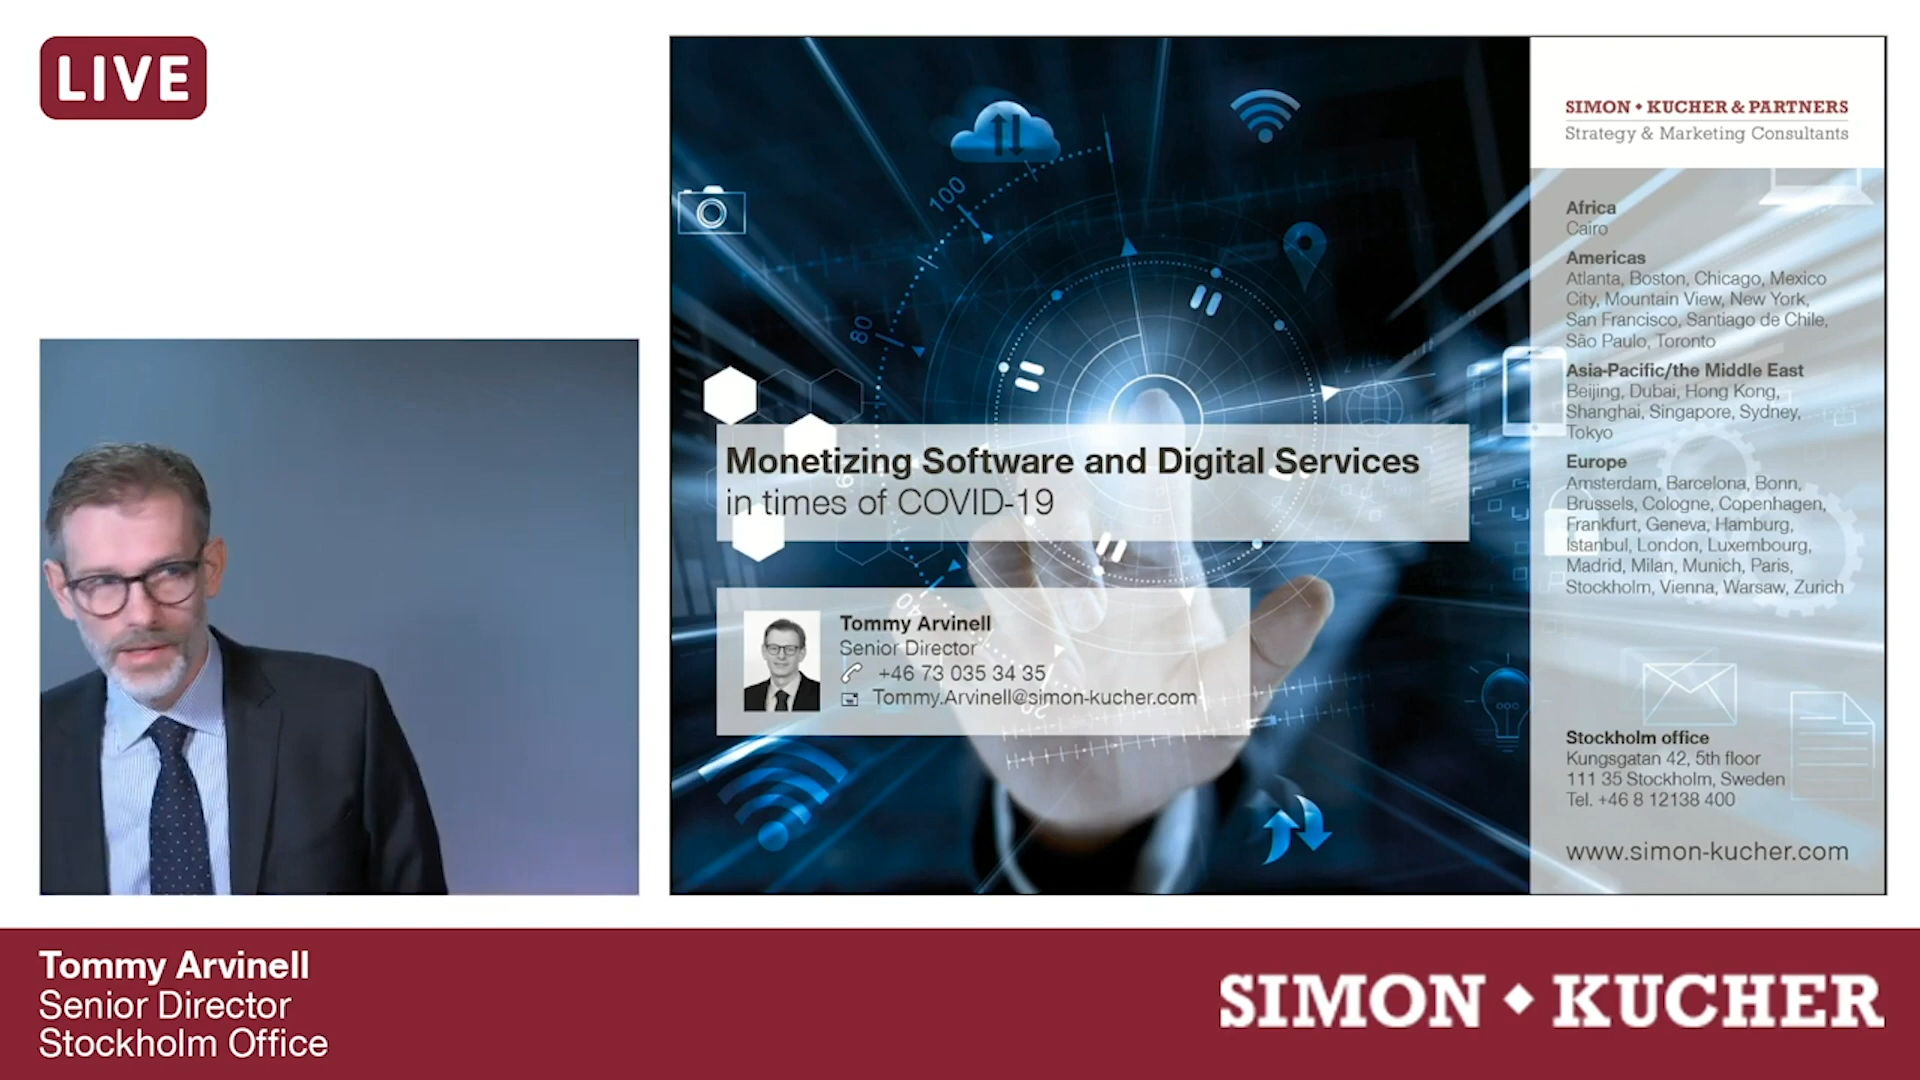 LIVE
SIMON • KUCHER & PARTNERS
Strategy & Marketing Consultants
100
80
Monetizing Software and Digital Services
in times of COVID-19
40
Tommy Arvinell
Senior Director
+46 73 035 34 35
Tommy.Arvinell@simon-kucher.com
Africa
Cairo
Americas
Atlanta, Boston, Chicago, Mexico
City, Mountain View, New York,
San Francisco, Santiago de Chile,
São Paulo, Toronto
Asia-Pacific/the Middle East
Beijing, Dubai, Hong Kong,
Shanghai, Singapore, Sydney,
Tokyo
Europe
Amsterdam, Barcelona, Bonn,
Brussels, Cologne, Copenhagen,
Frankfurt, Geneva, Hamburg,
Istanbul, London, Luxembourg,
Madrid, Milan, Munich, Paris,
Stockholm, Vienna, Warsaw, Zurich
Stockholm office
Kungsgatan 42, 5th floor
111 35 Stockholm, Sweden
Tel. +46 8 12138 400
www.simon-kucher.com
Tommy Arvinell
Senior Director
Stockholm Office
SIMON ◆ KUCHER